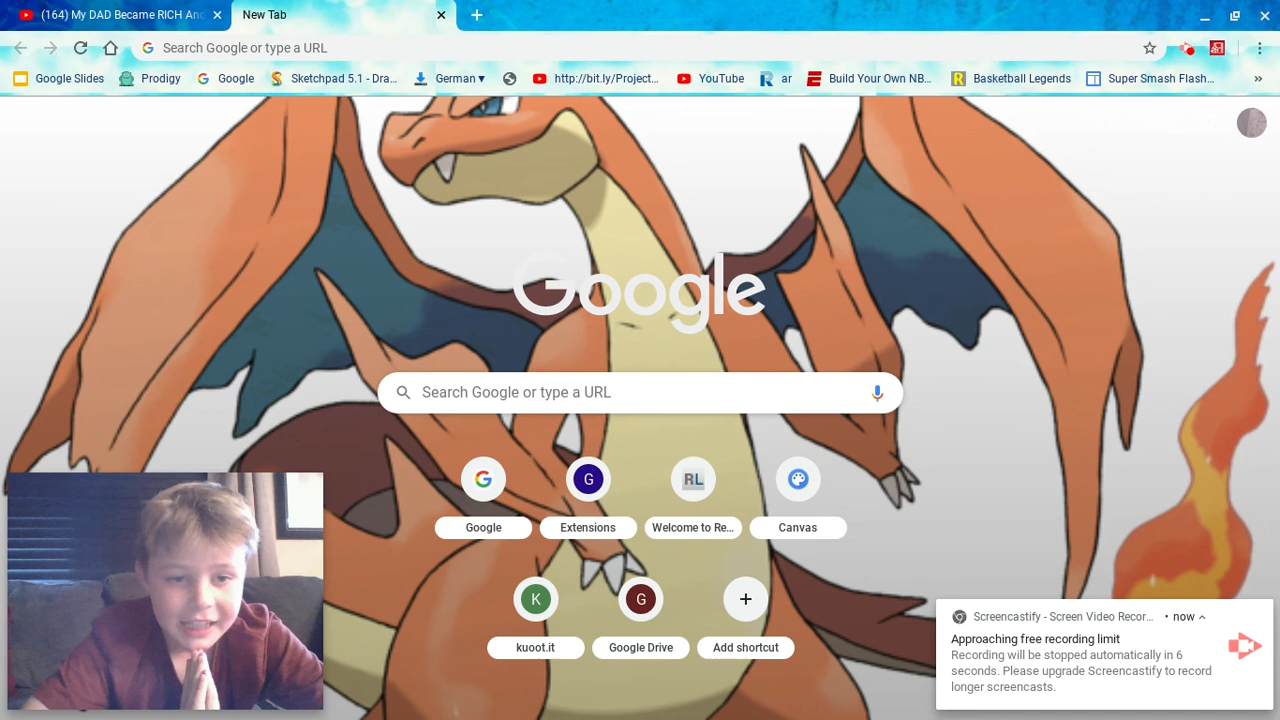 (164) My DAD Became RICH And
New Tab
Search Google or type a URL
Google Slides
Prodigy
Google
Sketchpad 5.1 - Dra...
German ▾
http://bit.ly/Project...
YouTube
ar
Build Your Own NB...
Basketball Legends
Super Smash Flash...
Google
Search Google or type a URL
G
RL
Google
Extensions
Welcome to Re...
Canvas
K
G
kuoot.it
Google Drive
Add shortcut
Screencastify - Screen Video Recor... • now
Approaching free recording limit
Recording will be stopped automatically in 6
seconds. Please upgrade Screencastify to record
longer screencasts.